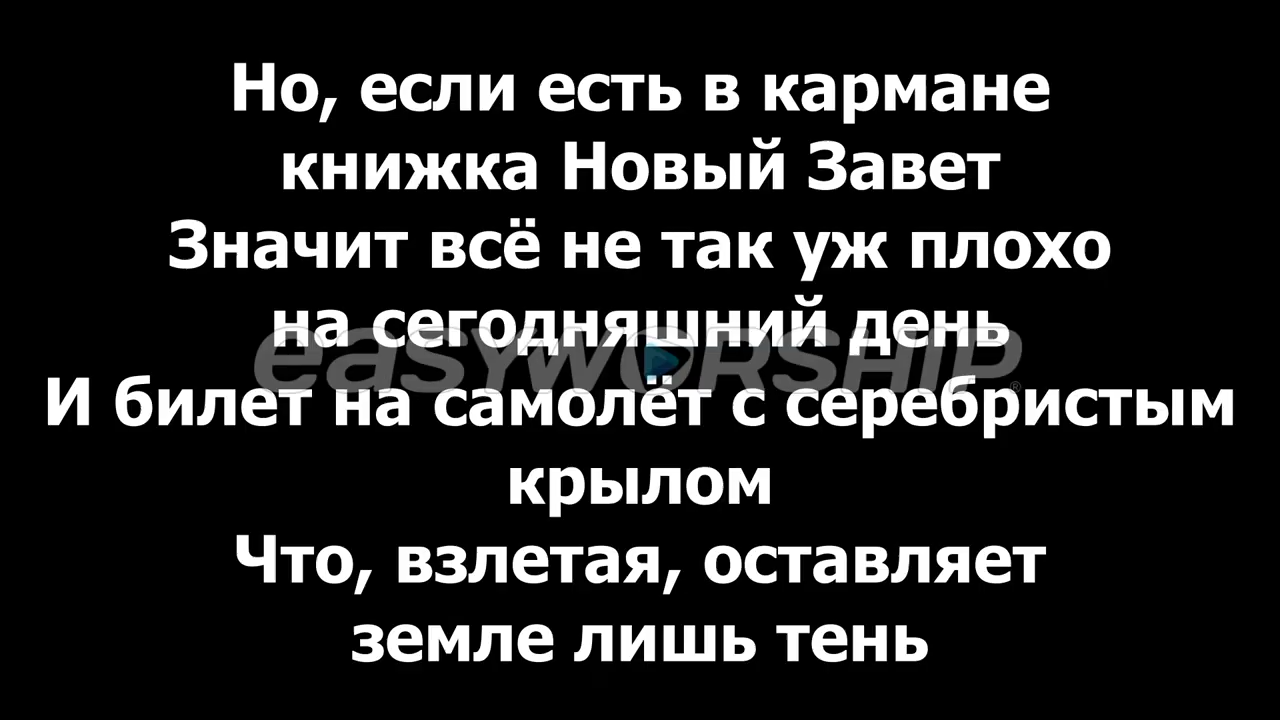 Но, если есть в кармане
книжка Новый Завет
Значит всё не так уж плохо
на сегодняшний день
easyworship®
И билет на самолёт с серебристым
крылом
Что, взлетая, оставляет
земле лишь тень